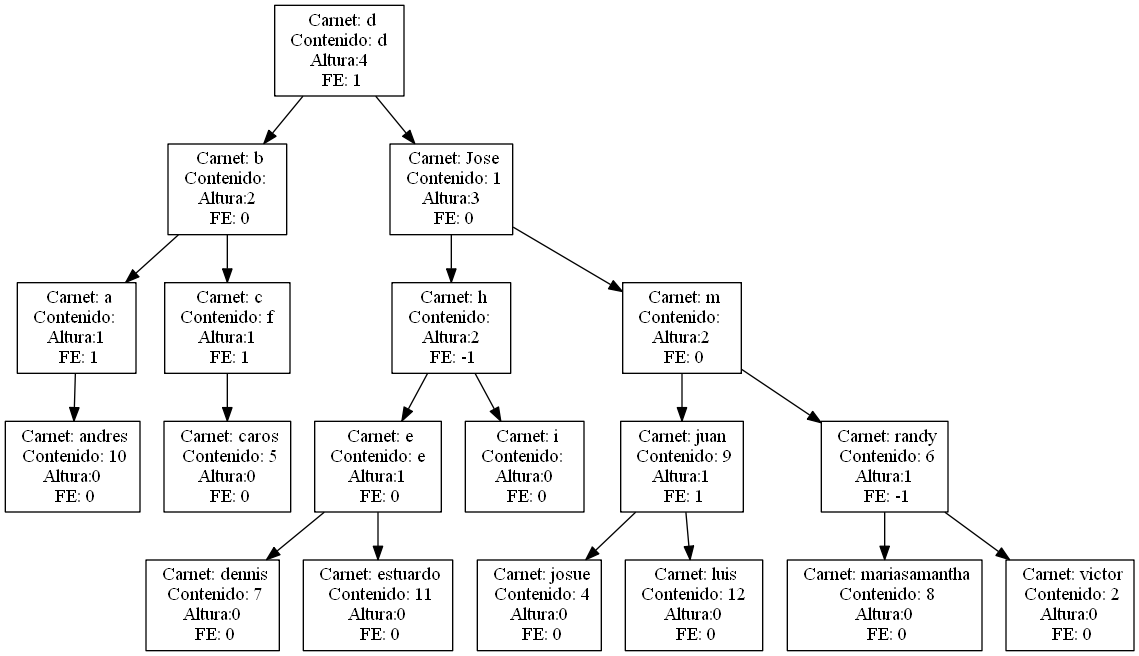 Carnet: d
Contenido: d
Altura:4
FE: 1
Carnet: b
Contenido:
Altura:2
FE: 0
Carnet: Jose
Contenido: 1
Altura:3
FE: 0
Carnet: a
Contenido:
Altura:1
FE: 1
Carnet: c
Contenido: f
Altura:1
FE: 1
Carnet: h
Contenido:
Altura:2
FE: -1
Carnet: m
Contenido:
Altura:2
FE: 0
Carnet: andres
Contenido: 10
Altura:0
FE: 0
Carnet: caros
Contenido: 5
Altura:0
FE: 0
Carnet: e
Contenido: e
Altura:1
FE: 0
Carnet: i
Contenido:
Altura:0
FE: 0
Carnet: juan
Contenido: 9
Altura:1
FE: 1
Carnet: randy
Contenido: 6
Altura:1
FE: -1
Carnet: dennis
Contenido: 7
Altura:0
FE: 0
Carnet: estuardo
Contenido: 11
Altura:0
FE: 0
Carnet: josue
Contenido: 4
Altura:0
FE: 0
Carnet: luis
Contenido: 12
Altura:0
FE: 0
Carnet: mariasamantha
Contenido: 8
Altura:0
FE: 0
Carnet: victor
Contenido: 2
Altura:0
FE: 0